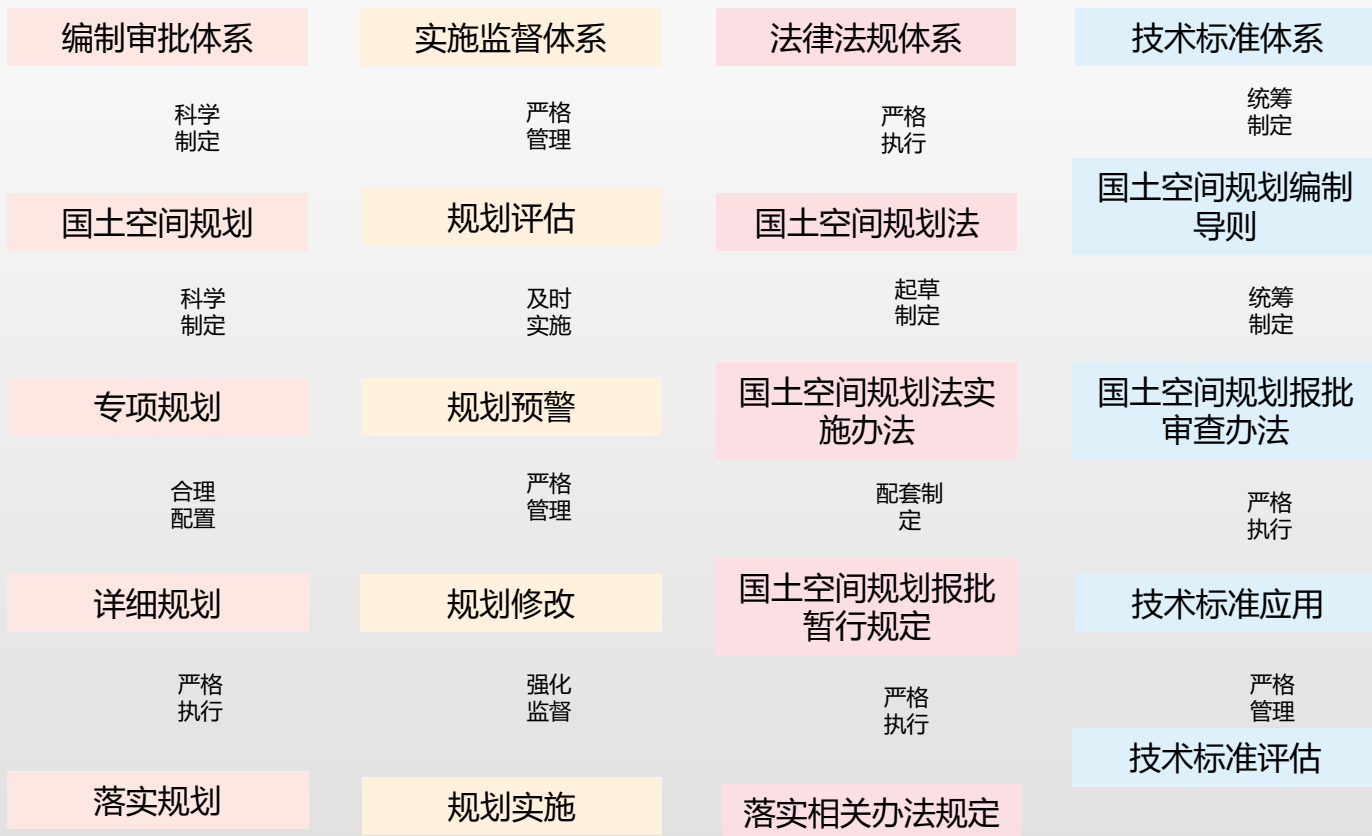 编制审批体系
科学
制定
国土空间规划
科学
制定
专项规划
合理
配置
详细规划
严格
执行
落实规划
实施监督体系
严格
管理
规划评估
及时
实施
规划预警
严格
管理
规划修改
强化
监督
规划实施
法律法规体系
严格
执行
国土空间规划法
起草
制定
国土空间规划法实
施办法
配套制
定
国土空间规划报批
暂行规定
严格
执行
落实相关办法规定
技术标准体系
统筹
制定
国土空间规划编制
导则
统筹
制定
国土空间规划报批
审查办法
严格
执行
技术标准应用
严格
管理
技术标准评估